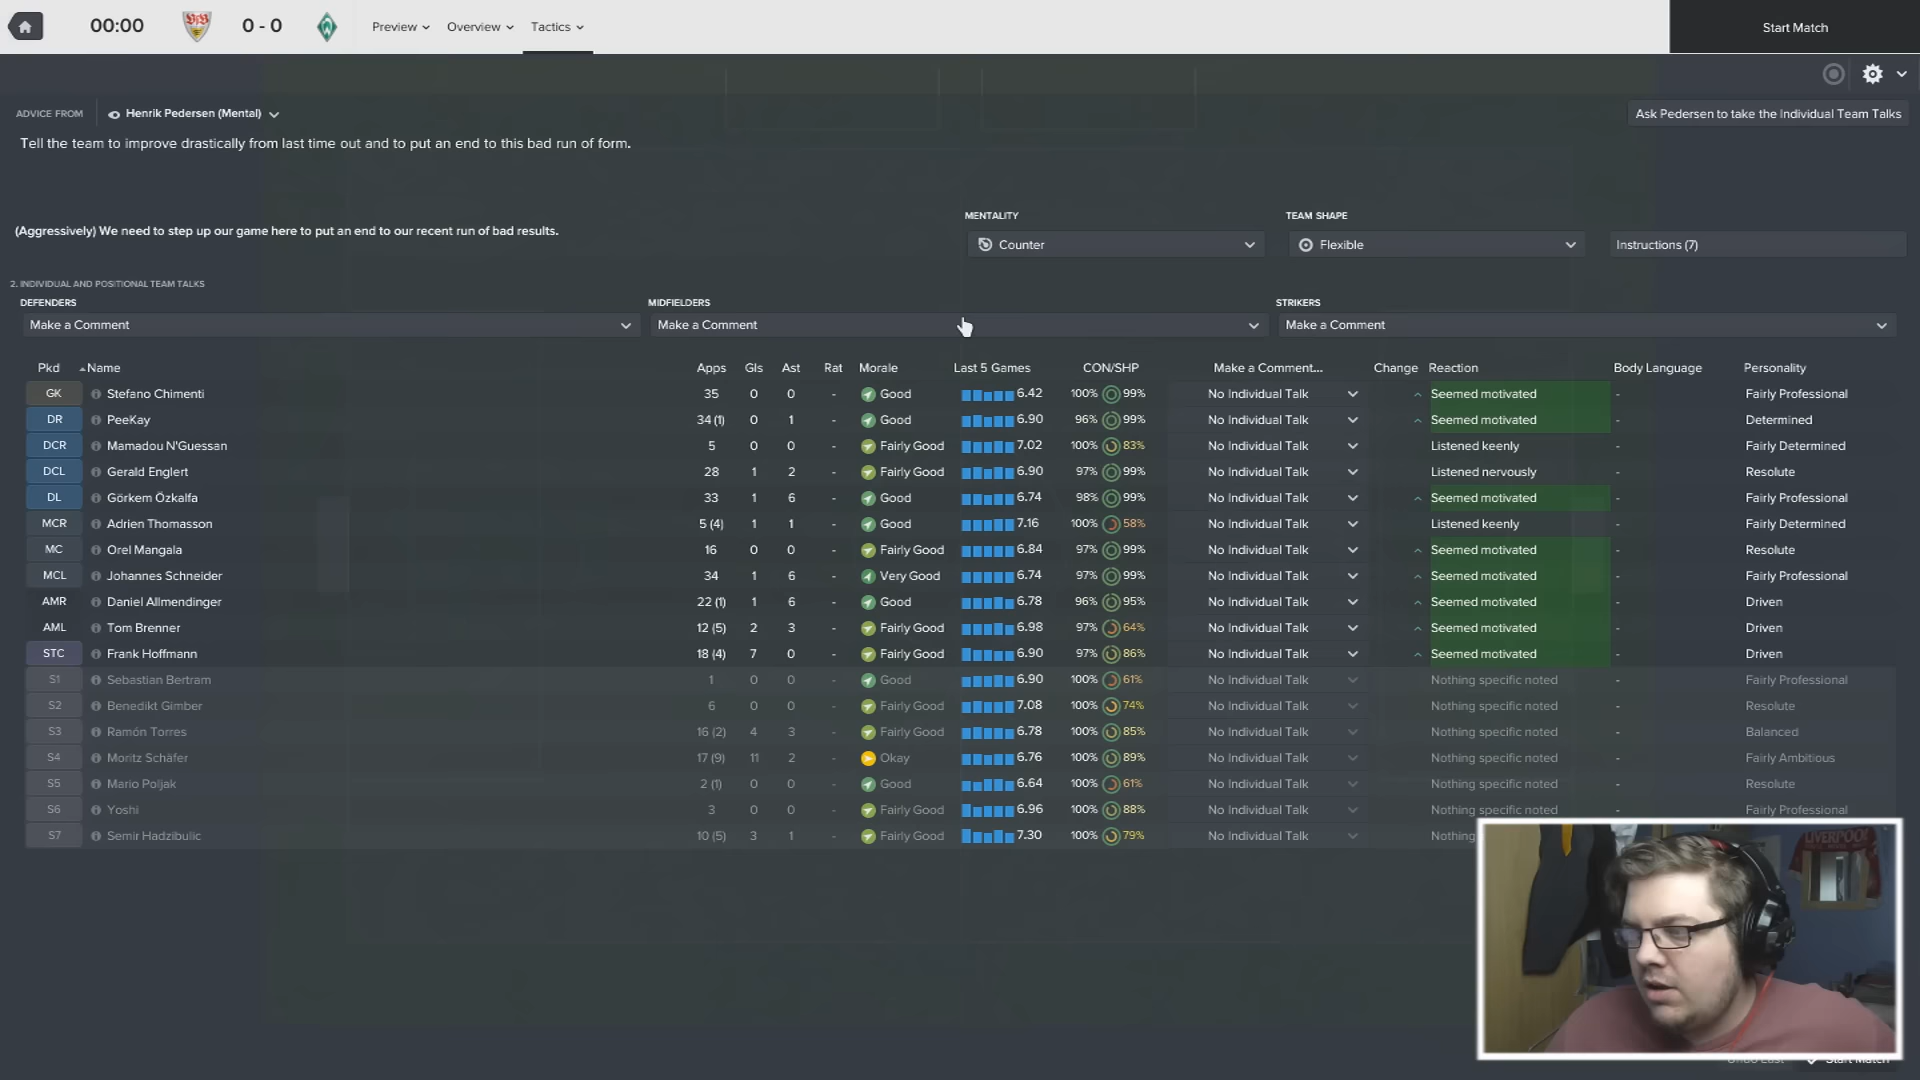 00:00 0 - 0 Preview Overview Tactics Start Match
ADVICE FROM Henrik Pedersen (Mental) Ask Pedersen to take the Individual Team Talks
Tell the team to improve drastically from last time out and to put an end to this bad run of form.
MENTALITY TEAM SHAPE
(Aggressively) We need to step up our game here to put an end to our recent run of bad results. Counter Flexible Instructions (7)
2. INDIVIDUAL AND POSITIONAL TEAM TALKS
DEFENDERS MIDFIELDERS STRIKERS
Make a Comment Make a Comment Make a Comment
Pkd Name Apps Gls Ast Rat Morale Last 5 Games CON/SHP Make a Comment... Change Reaction Body Language Personality
GK Stefano Chimenti 35 0 0 - Good 6.42 100% 99% No Individual Talk Seemed motivated - Fairly Professional
DR PeeKay 34 (1) 0 1 - Good 6.90 96% 99% No Individual Talk Seemed motivated - Determined
DCR Mamadou N'Guessan 5 0 0 - Fairly Good 7.02 100% 83% No Individual Talk Listened keenly - Fairly Determined
DCL Gerald Englert 28 1 2 - Fairly Good 6.90 97% 99% No Individual Talk Listened nervously - Resolute
DL Görkem Özkalfa 33 1 6 - Good 6.74 98% 99% No Individual Talk Seemed motivated - Fairly Professional
MCR Adrien Thomasson 5 (4) 1 1 - Good 7.16 100% 58% No Individual Talk Listened keenly - Fairly Determined
MC Orel Mangala 16 0 0 - Fairly Good 6.84 97% 99% No Individual Talk Seemed motivated - Resolute
MCL Johannes Schneider 34 1 6 - Very Good 6.74 97% 99% No Individual Talk Seemed motivated - Fairly Professional
AMR Daniel Allmendinger 22 (1) 1 6 - Good 6.78 96% 95% No Individual Talk Seemed motivated - Driven
AML Tom Brenner 12 (5) 2 3 - Fairly Good 6.98 97% 64% No Individual Talk Seemed motivated - Driven
STC Frank Hoffmann 18 (4) 7 0 - Fairly Good 6.90 97% 86% No Individual Talk Seemed motivated - Driven
S1 Sebastian Bertram 1 0 0 - Good 6.90 100% 61% No Individual Talk Nothing specific noted - Fairly Professional
S2 Benedikt Gimber 6 0 0 - Fairly Good 7.08 100% 74% No Individual Talk Nothing specific noted - Resolute
S3 Ramón Torres 16 (2) 4 3 - Fairly Good 6.78 100% 85% No Individual Talk Nothing specific noted - Balanced
S4 Moritz Schäfer 17 (9) 11 2 - Okay 6.76 100% 89% No Individual Talk Nothing specific noted - Fairly Ambitious
S5 Mario Poljak 2 (1) 0 0 - Good 6.64 100% 61% No Individual Talk Nothing specific noted - Resolute
S6 Yoshi 3 0 0 - Fairly Good 6.96 100% 88% No Individual Talk Nothing specific noted - Fairly Professional
S7 Semir Hadzibulic 10 (5) 3 1 - Fairly Good 7.30 100% 79% No Individual Talk Nothing
LIVERPOOL
Undo Last Start Match